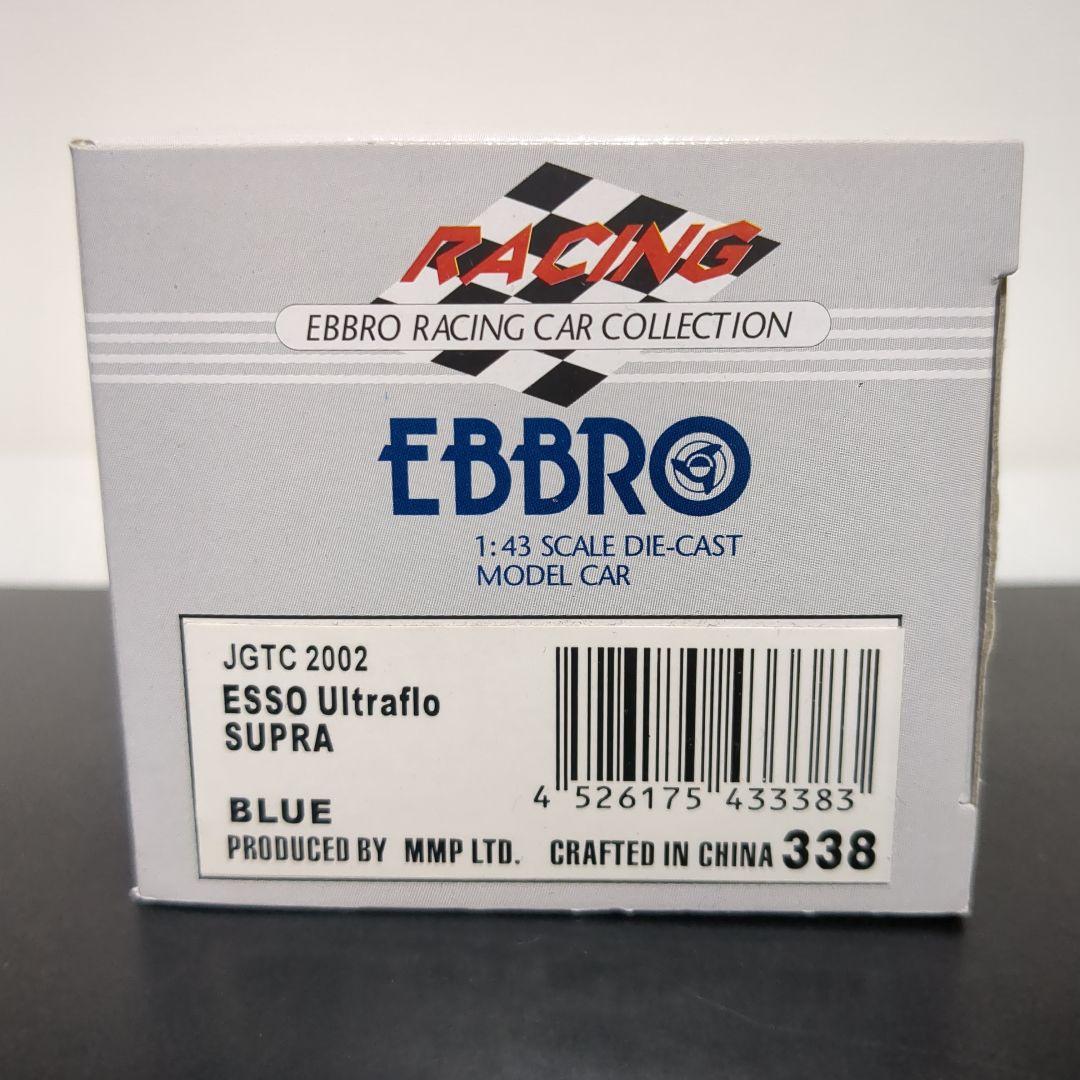 RACING
EBBRO RACING CAR COLLECTION
EBBRO
1:43 SCALE DIE-CAST
MODEL CAR
JGTC 2002
ESSO Ultraflo
SUPRA
BLUE
4 526175 433383
PRODUCED BY MMP LTD. CRAFTED IN CHINA 338